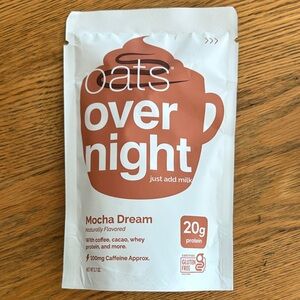 >>>
oats
over
night
just add milk
Mocha Dream
Naturally Flavored
With coffee, cacao, whey
protein, and more.
100mg Caffeine Approx.
20g
protein
GLUTEN
FREE